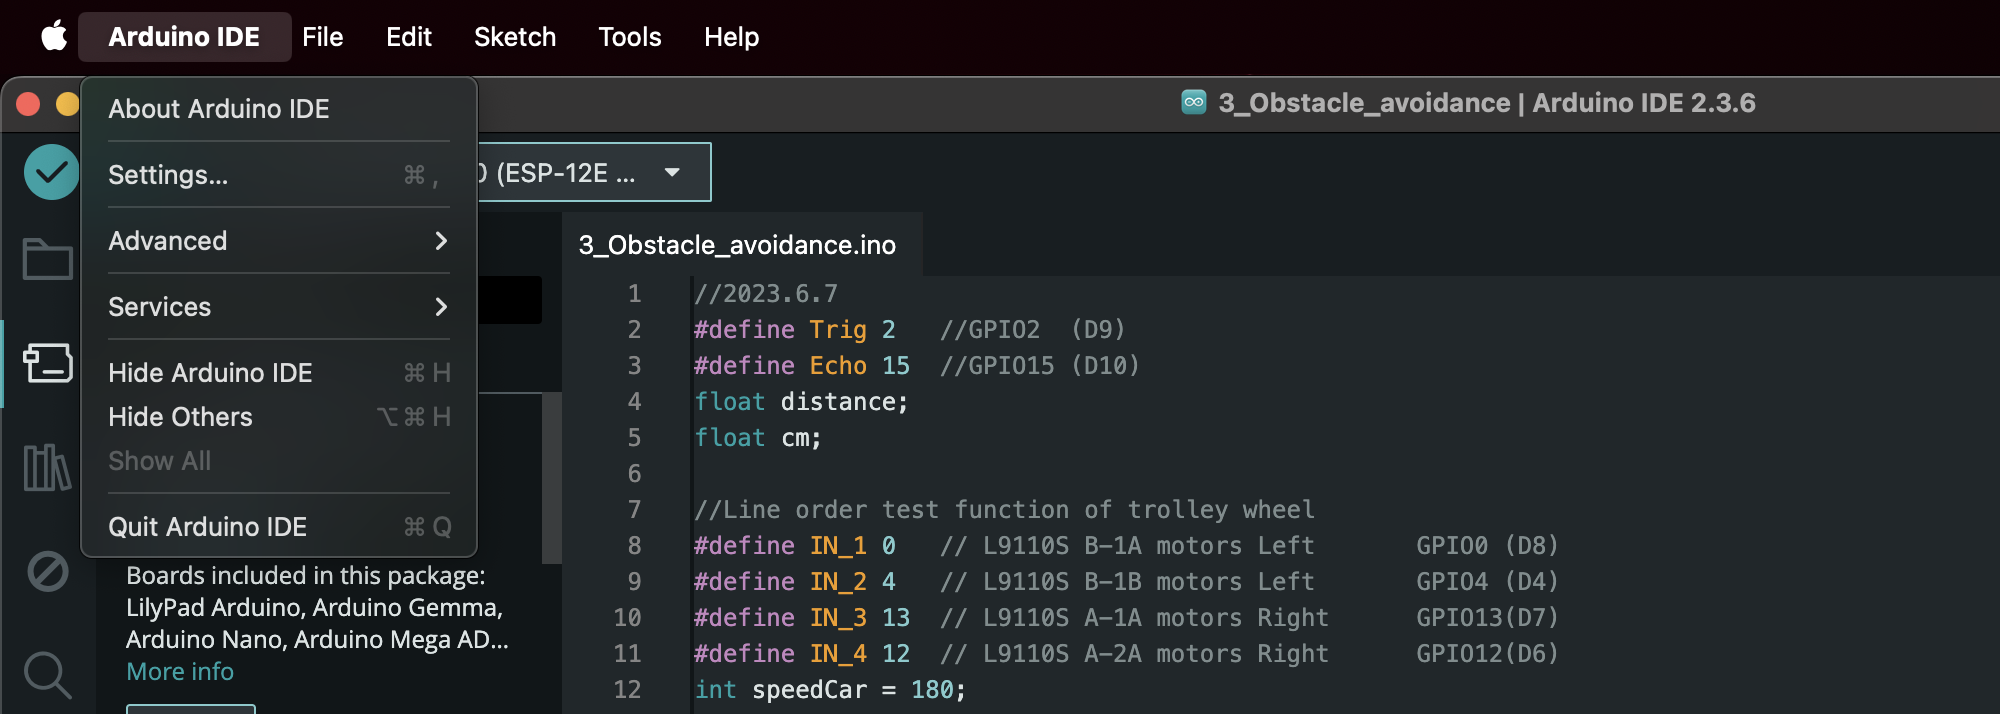 Arduino IDE File Edit Sketch Tools Help
3_Obstacle_avoidance | Arduino IDE 2.3.6
About Arduino IDE
Settings... ⌘ ,
Advanced
Services
Hide Arduino IDE ⌘ H
Hide Others ⌥ ⌘ H
Show All
Quit Arduino IDE ⌘ Q
(ESP-12E ...
Boards included in this package:
LilyPad Arduino, Arduino Gemma,
Arduino Nano, Arduino Mega AD...
More info
3_Obstacle_avoidance.ino
1 //2023.6.7
2 #define Trig 2 //GPIO2 (D9)
3 #define Echo 15 //GPIO15 (D10)
4 float distance;
5 float cm;
6
7 //Line order test function of trolley wheel
8 #define IN_1 0 // L9110S B-1A motors Left GPIO0 (D8)
9 #define IN_2 4 // L9110S B-1B motors Left GPIO4 (D4)
10 #define IN_3 13 // L9110S A-1A motors Right GPIO13(D7)
11 #define IN_4 12 // L9110S A-2A motors Right GPIO12(D6)
12 int speedCar = 180;